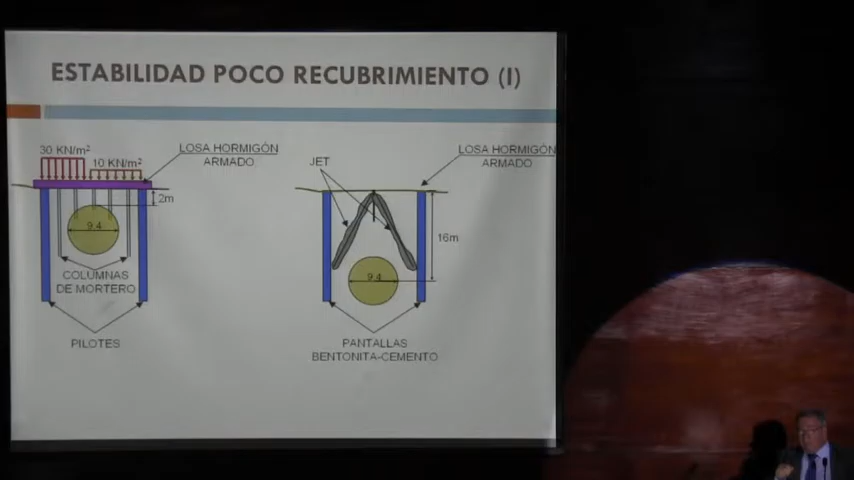 ESTABILIDAD POCO RECUBRIMIENTO (I)
30 KN/m²
10 KN/m²
LOSA HORMIGÓN
ARMADO
2m
9.4
COLUMNAS
DE MORTERO
PILOTES
JET
LOSA HORMIGÓN
ARMADO
16m
9.4
PANTALLAS
BENTONITA-CEMENTO